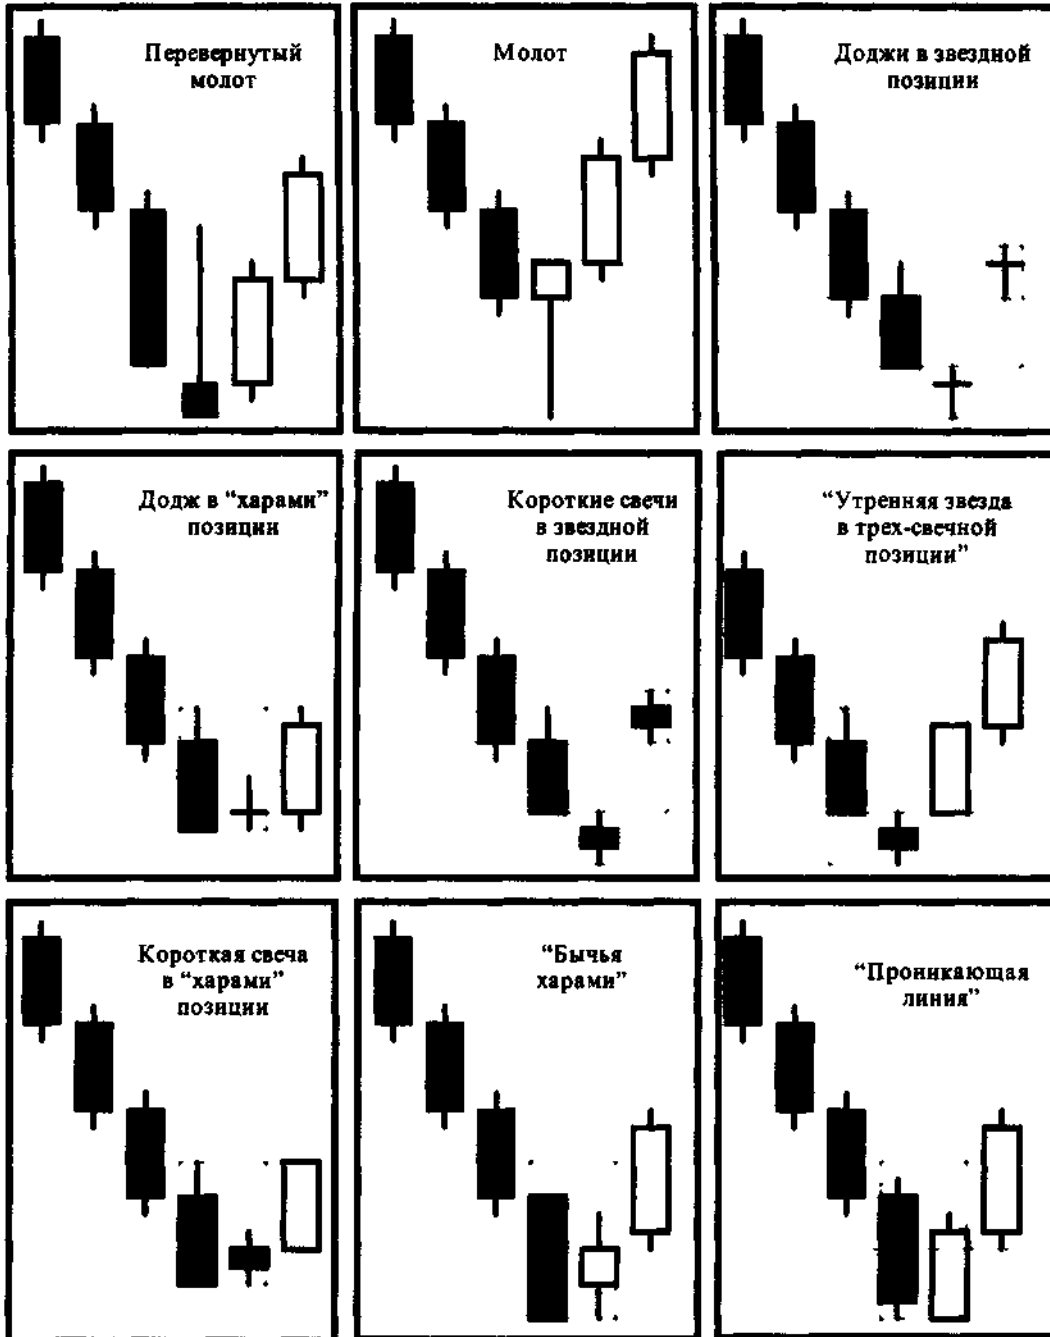 Перевернутый
молот
Молот
Доджи в звездной
позиции
Додж в “харами”
позиции
Короткие свечи
в звездной
позиции
“Утренняя звезда
в трех-свечной
позиции”
Короткая свеча
в “харами”
позиции
“Бычья
харами”
“Проникающая
линия”